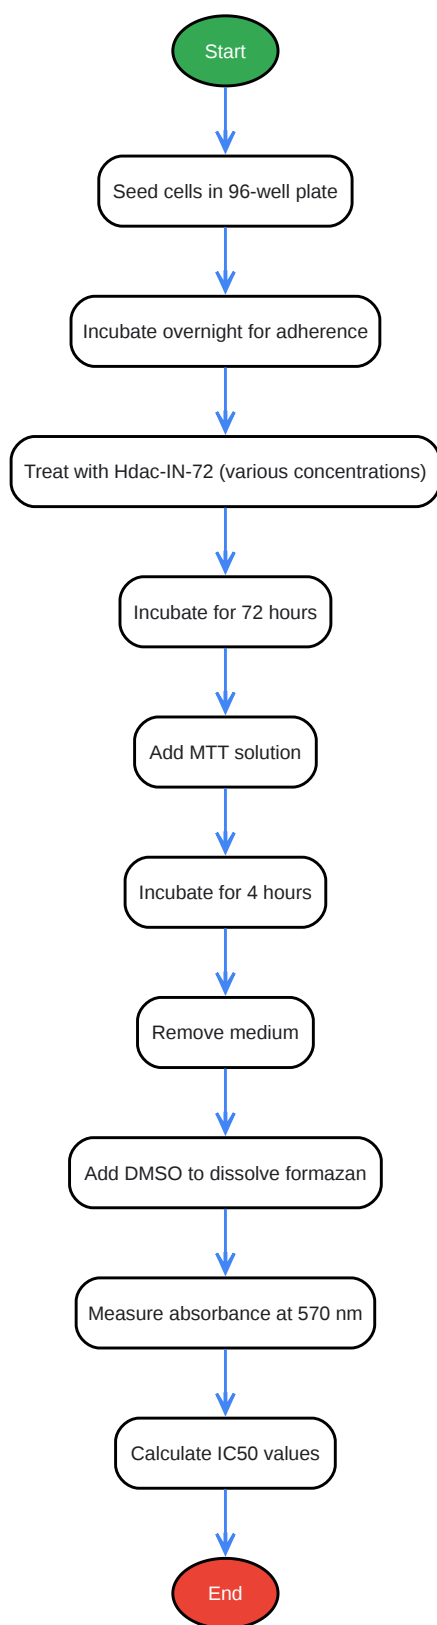 Start
Seed cells in 96-well plate
Incubate overnight for adherence
Treat with Hdac-IN-72 (various concentrations)
Incubate for 72 hours
Add MTT solution
Incubate for 4 hours
Remove medium
Add DMSO to dissolve formazan
Measure absorbance at 570 nm
Calculate IC50 values
End